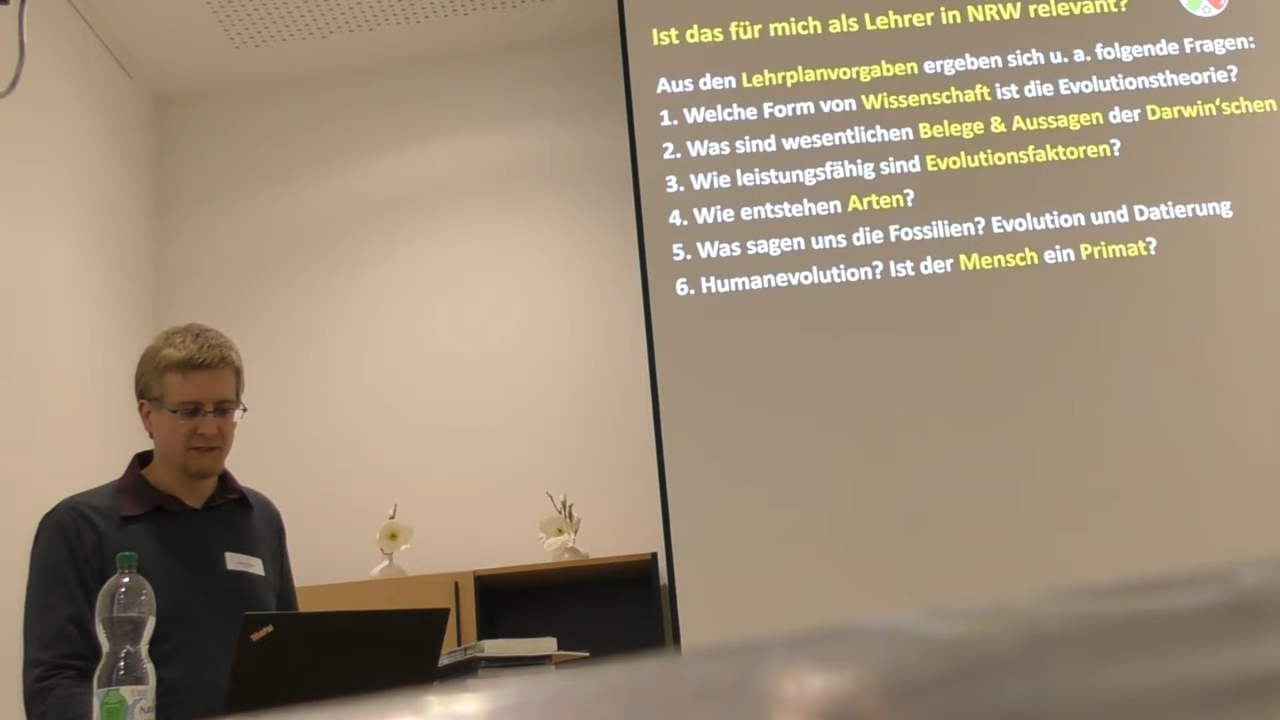 Ist das für mich als Lehrer in NRW relevant?
Aus den Lehrplanvorgaben ergeben sich u. a. folgende Fragen:
1. Welche Form von Wissenschaft ist die Evolutionstheorie?
2. Was sind wesentlichen Belege & Aussagen der Darwin‘schen
3. Wie leistungsfähig sind Evolutionsfaktoren?
4. Wie entstehen Arten?
5. Was sagen uns die Fossilien? Evolution und Datierung
6. Humanevolution? Ist der Mensch ein Primat?
ThinkPad